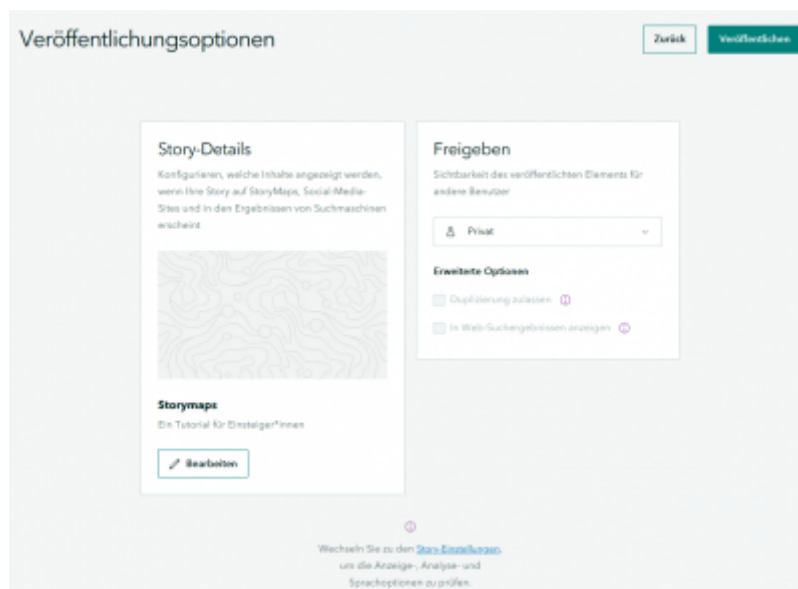 Veröffentlichungsoptionen
Zurück
Veröffentlichen
Story-Details
Konfigurieren, welche Inhalte angezeigt werden,
wenn Ihre Story auf StoryMaps, Social-Media-
Sites und in den Ergebnissen von Suchmaschinen
erscheint
Storymaps
Ein Tutorial für Einsteiger*innen
Bearbeiten
Freigeben
Sichtbarkeit des veröffentlichten Elements für
andere Benutzer
Privat
Erweiterte Optionen
Duplizierung zulassen
In Web-Suchergebnissen anzeigen
Wechseln Sie zu den Story-Einstellungen,
um die Anzeige-, Analyse- und
Sprachoptionen zu prüfen.